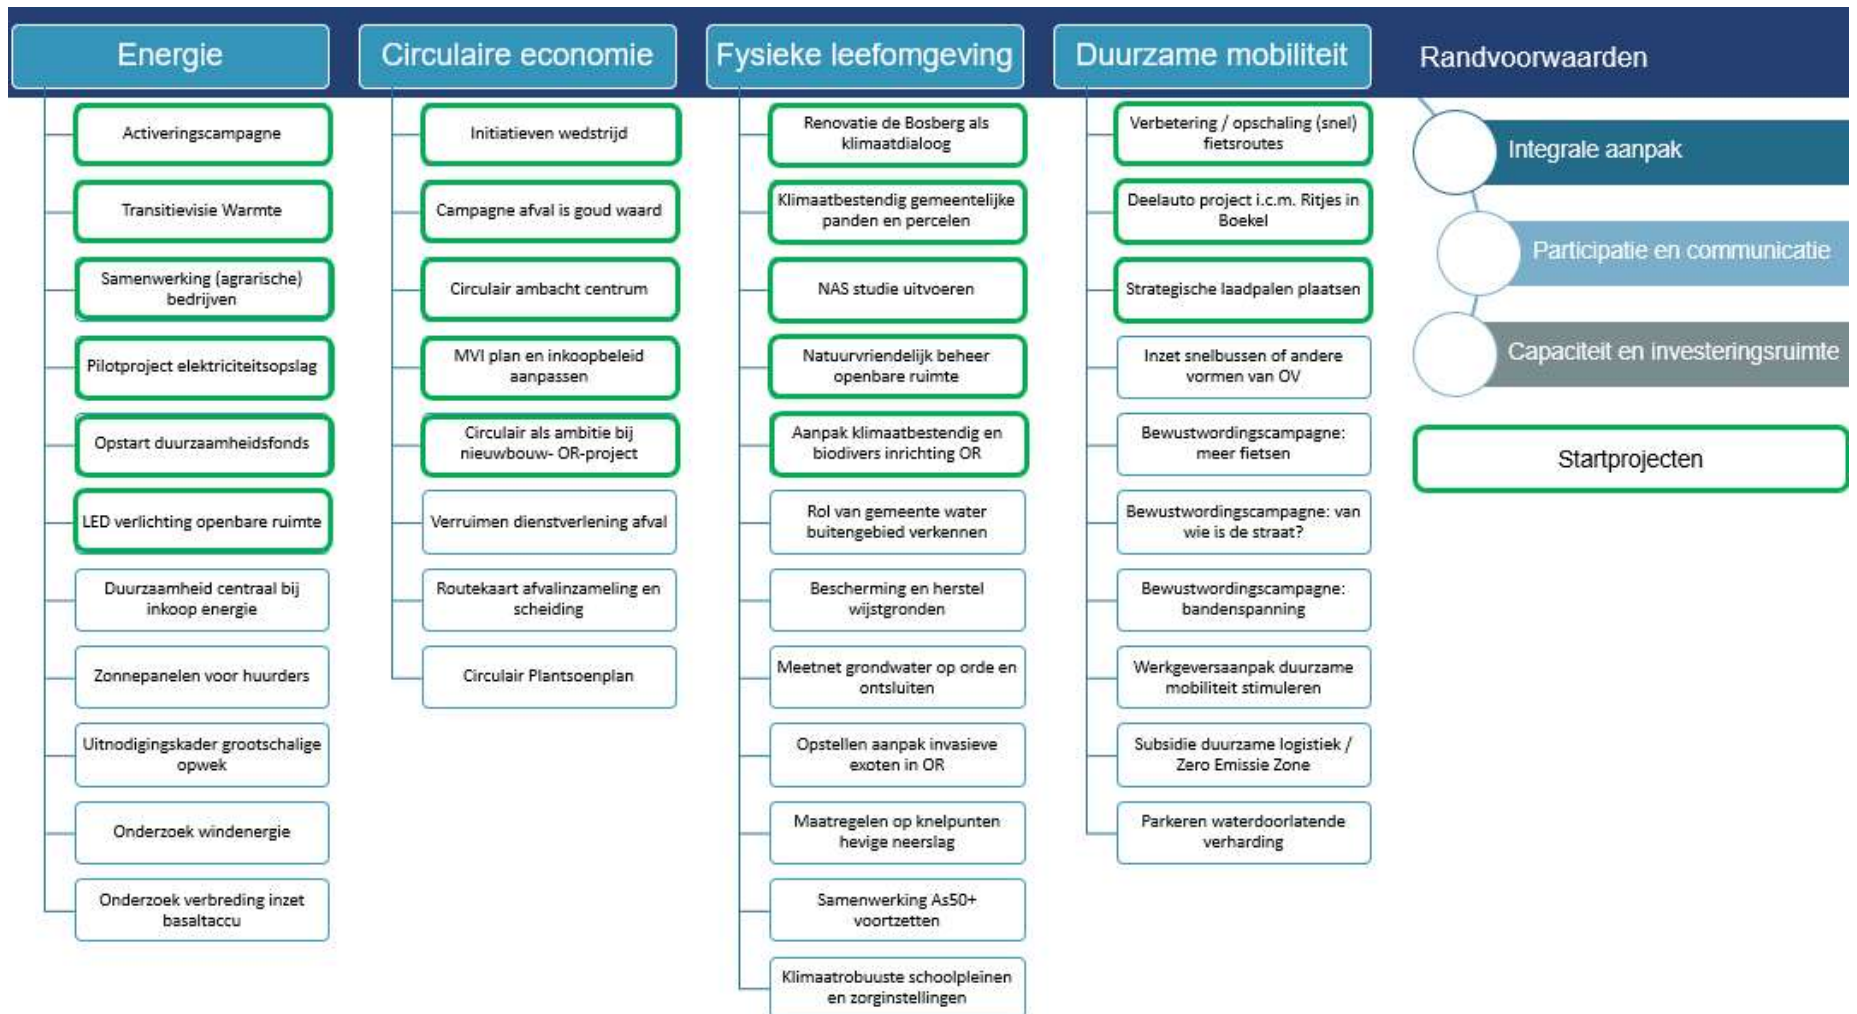 Energie
Activeringscampagne
Transitievisie Warmte
Samenwerking (agrarische)
bedrijven
Pilotproject elektriciteitsopslag
Opstart duurzaamheidsfonds
LED verlichting openbare ruimte
Duurzaamheid centraal bij
inkoop energie
Zonnepanelen voor huurders
Uitnodigingskader grootschalige
opwek
Onderzoek windenergie
Onderzoek verbreding inzet
basaltaccu
Circulaire economie
Initiatieven wedstrijd
Campagne afval is goud waard
Circulair ambacht centrum
MVI plan en inkoopbeleid
aanpassen
Circulair als ambitie bij
nieuwbouw- OR-project
Verruimen dienstverlening afval
Routekaart afvalinzameling en
scheiding
Circulair Plantsoenplan
Fysieke leefomgeving
Renovatie de Bosberg als
klimaatdialoog
Klimaatbestendig gemeentelijke
panden en percelen
NAS studie uitvoeren
Natuurvriendelijk beheer
openbare ruimte
Aanpak klimaatbestendig en
biodivers inrichting OR
Rol van gemeente water
buitengebied verkennen
Bescherming en herstel
wijstgronden
Meetnet grondwater op orde en
ontsluiten
Opstellen aanpak invasieve
exoten in OR
Maatregelen op knelpunten
hevige neerslag
Samenwerking As50+
voortzetten
Klimaatrobuuste schoolpleinen
en zorginstellingen
Duurzame mobiliteit
Verbetering / opschaling (snel)
fietsroutes
Deelauto project i.c.m. Ritjes in
Boekel
Strategische laadpalen plaatsen
Inzet snelbussen of andere
vormen van OV
Bewustwordingscampagne:
meer fietsen
Bewustwordingscampagne: van
wie is de straat?
Bewustwordingscampagne:
bandenspanning
Werkgeversaanpak duurzame
mobiliteit stimuleren
Subsidie duurzame logistiek /
Zero Emissie Zone
Parkeren waterdoorlatende
verharding
Randvoorwaarden
Integrale aanpak
Participatie en communicatie
Capaciteit en investeringsruimte
Startprojecten